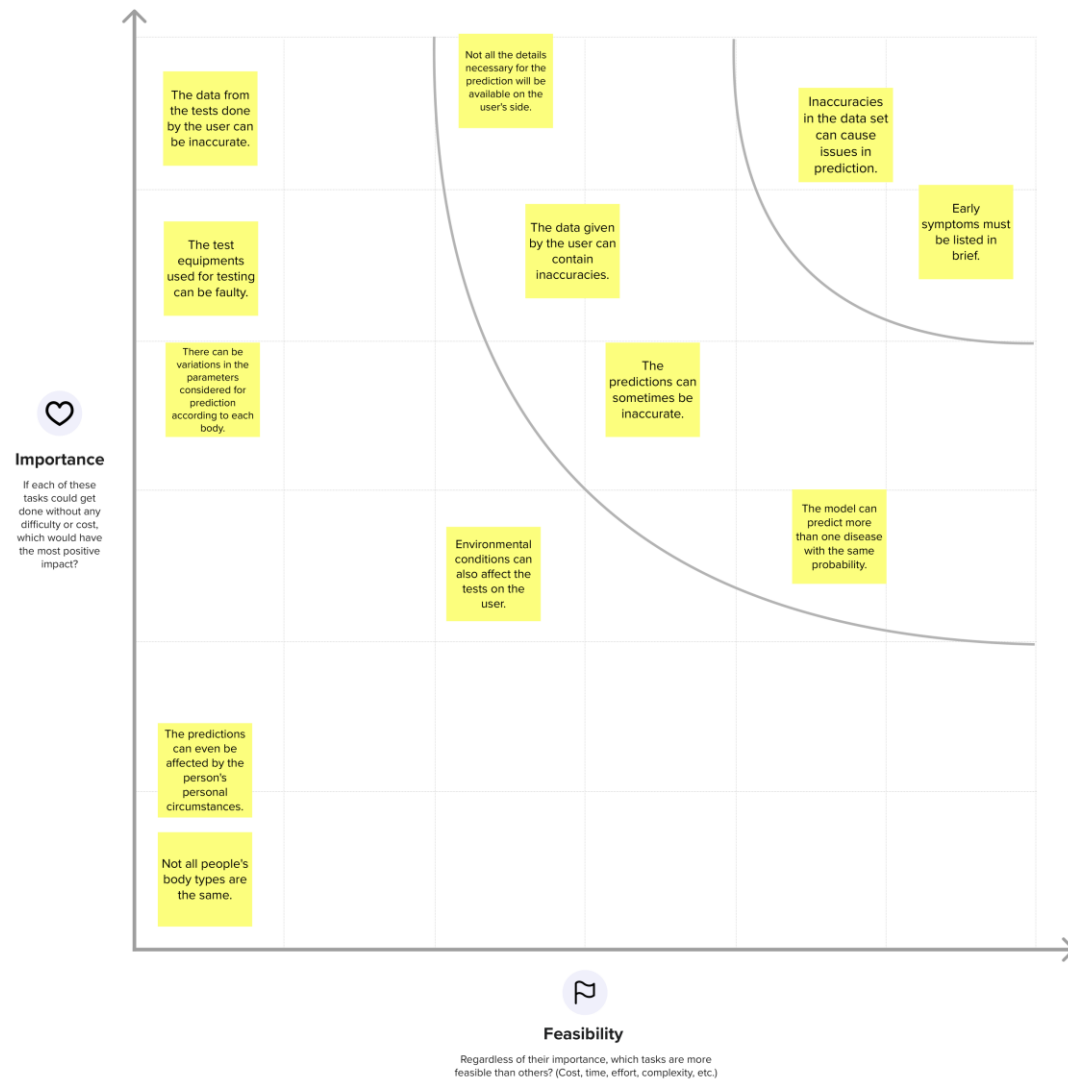 Not all the details
necessary for the
prediction will be
available on the
user's side.
The data from
the tests done
by the user can
be inaccurate.
Inaccuracies
in the data set
can cause
issues in
prediction.
Early
symptoms must
be listed in
brief.
The data given
by the user can
contain
inaccuracies.
The test
equipments
used for testing
can be faulty.
There can be
variations in the
parameters
considered for
prediction
according to each
body.
The
predictions can
sometimes be
inaccurate.
Importance
If each of these
tasks could get
done without any
difficulty or cost,
which would have
the most positive
impact?
The model can
predict more
than one disease
with the same
probability.
Environmental
conditions can
also affect the
tests on the
user.
The predictions
can even be
affected by the
person's
personal
circumstances.
Not all people's
body types are
the same.
Feasibility
Regardless of their importance, which tasks are more
feasible than others? (Cost, time, effort, complexity, etc.)